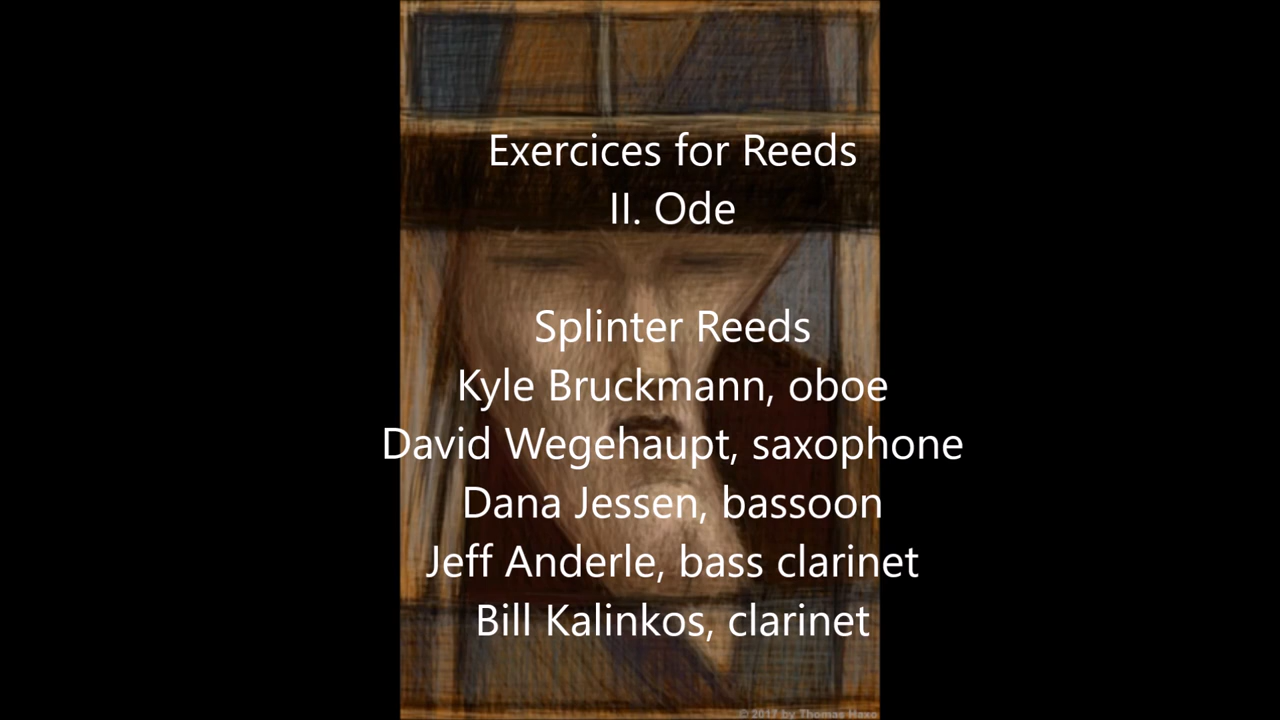 Exercices for Reeds
II. Ode
Splinter Reeds
Kyle Bruckmann, oboe
David Wegehaupt, saxophone
Dana Jessen, bassoon
Jeff Anderle, bass clarinet
Bill Kalinkos, clarinet
© 2017 by Thomas Haxo